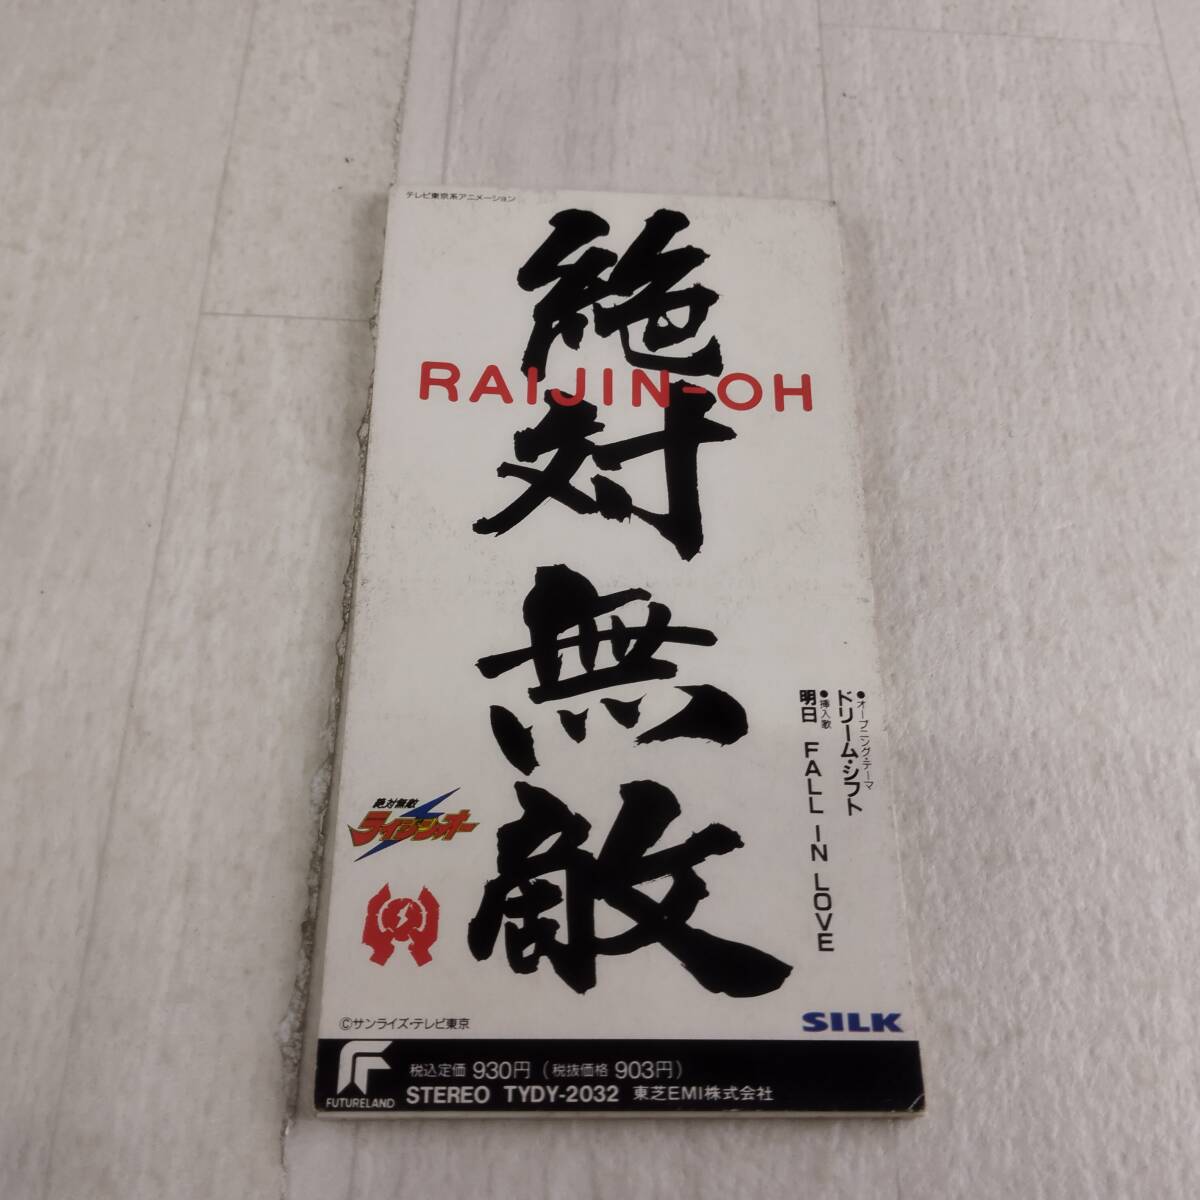 テレビ東京系アニメーション
絶対無敵
RAIJIN-OH
●オープニング・テーマ
ドリーム・シフト
●挿入歌
明日 FALL IN LOVE
絶対無敵
ライジンオー
©サンライズ・テレビ東京
SILK
FUTURELAND
税込定価 930円 (税抜価格 903円)
STEREO TYDY-2032 東芝EMI株式会社